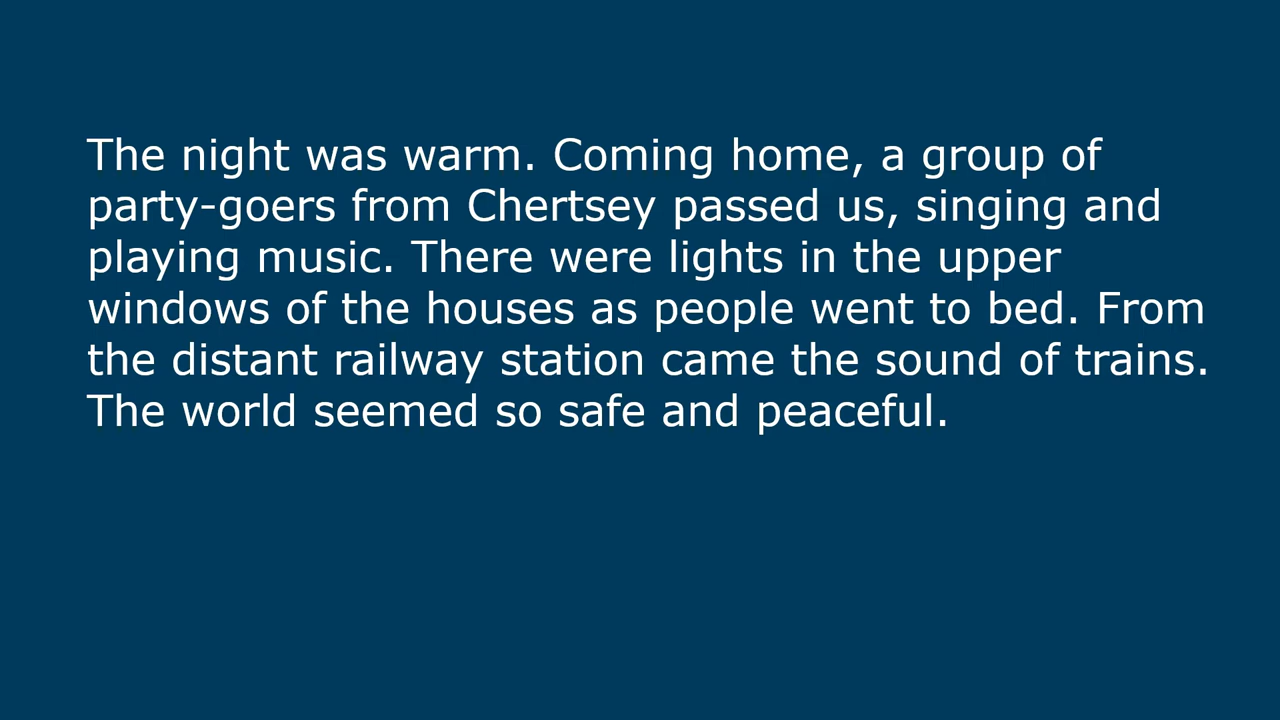 The night was warm. Coming home, a group of
party-goers from Chertsey passed us, singing and
playing music. There were lights in the upper
windows of the houses as people went to bed. From
the distant railway station came the sound of trains.
The world seemed so safe and peaceful.